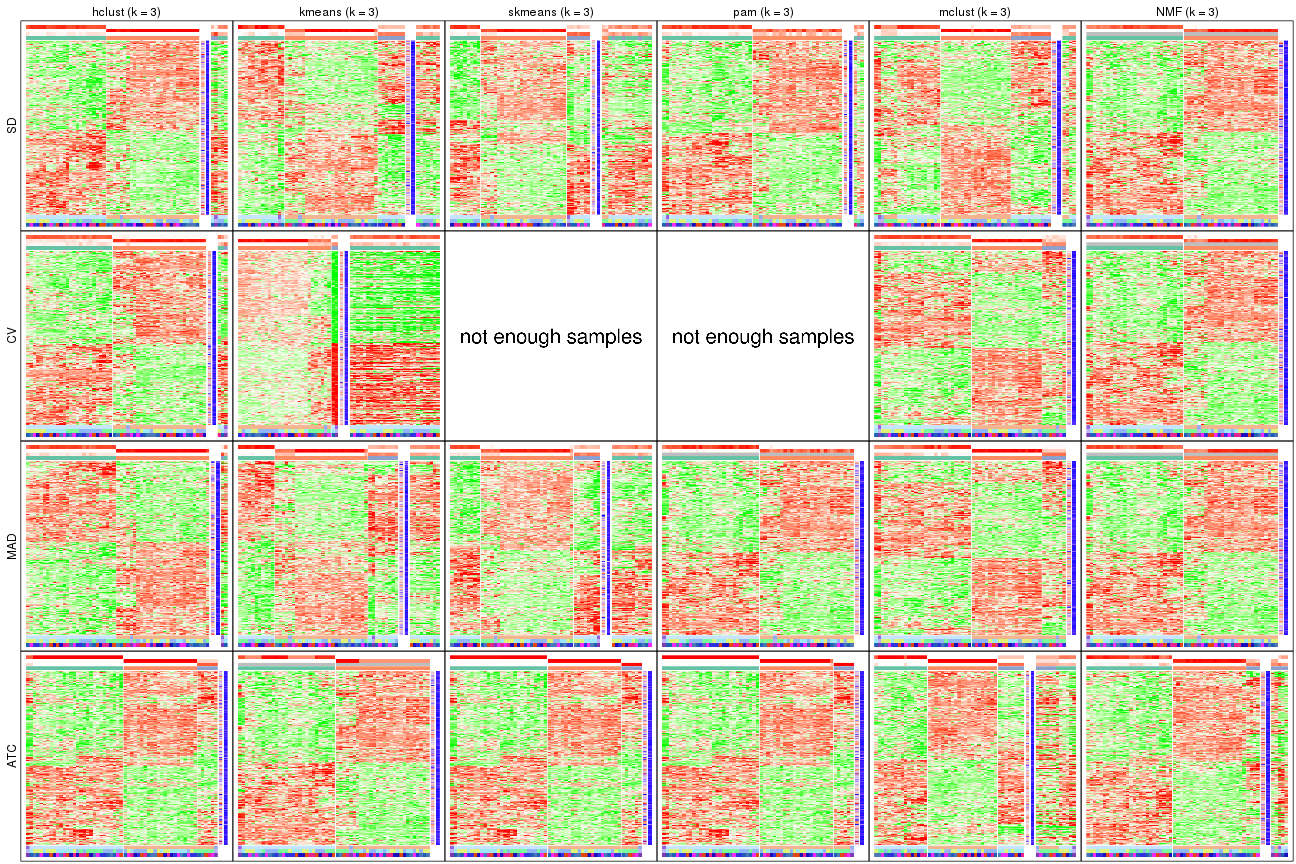 hclust (k = 3) kmeans (k = 3) skmeans (k = 3) pam (k = 3) mclust (k = 3) NMF (k = 3)
SD
CV
not enough samples not enough samples
MAD
ATC